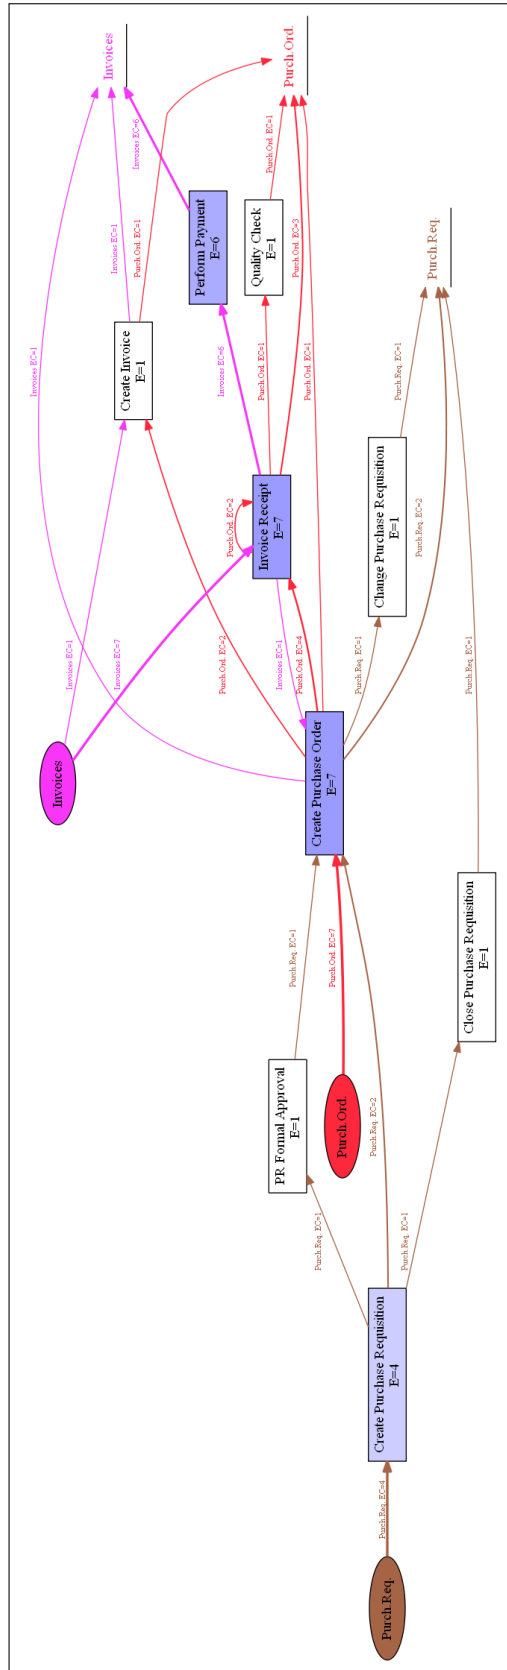 Invoices
Purch.Ord.
Purch.Req.
Invoices EC=6
Invoices EC=1
Purch.Ord. EC=1
Purch.Ord. EC=1
Perform Payment
E=6
Quality Check
E=1
Create Invoice
E=1
Invoices EC=1
Invoices EC=6
Purch.Ord. EC=1
Purch.Ord. EC=3
Purch.Ord. EC=1
Purch.Req. EC=1
Invoice Receipt
E=7
Purch.Ord. EC=2
Change Purchase Requisition
E=1
Purch.Req. EC=2
Invoices EC=1
Invoices EC=7
Purch.Ord. EC=2
Invoices EC=1
Purch.Ord. EC=4
Purch.Req. EC=1
Purch.Req. EC=1
Invoices
Create Purchase Order
E=7
Purch.Req. EC=1
Purch.Ord. EC=7
Close Purchase Requisition
E=1
PR Formal Approval
E=1
Purch.Ord.
Purch.Req. EC=2
Purch.Req. EC=1
Purch.Req. EC=1
Create Purchase Requisition
E=4
Purch.Req. EC=4
Purch.Req.